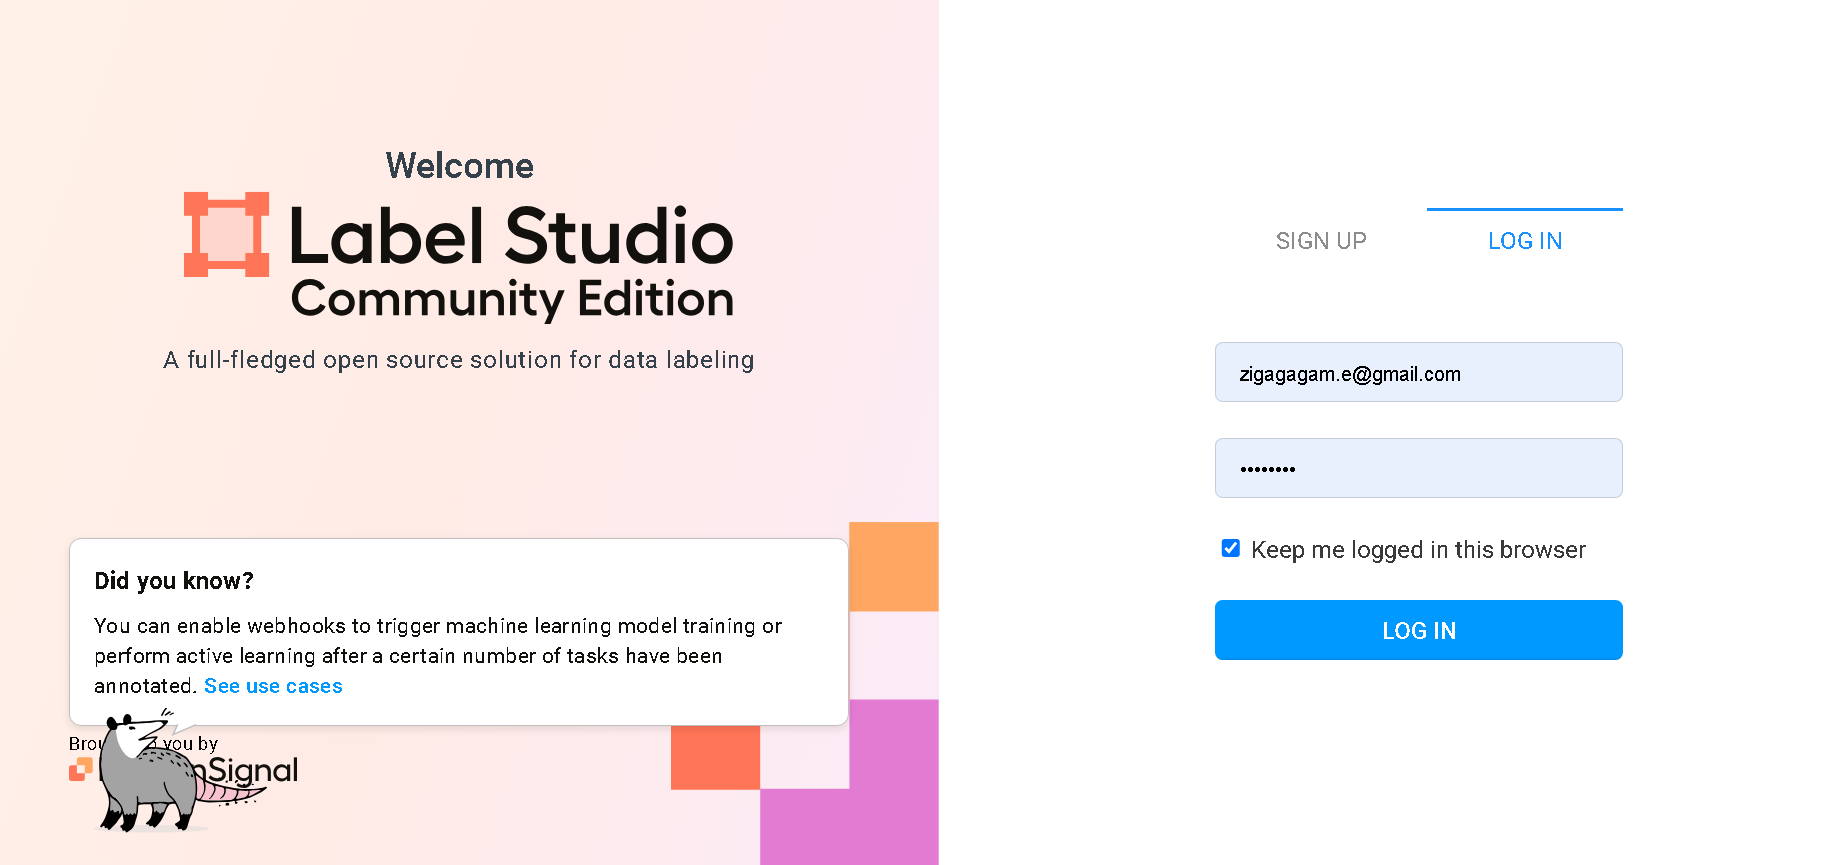 Welcome
Label Studio
Community Edition
A full-fledged open source solution for data labeling
Did you know?
You can enable webhooks to trigger machine learning model training or
perform active learning after a certain number of tasks have been
annotated. See use cases
you by
Signal
SIGN UP
LOG IN
zigagagam.e@gmail.com
••••••••
Keep me logged in this browser
LOG IN